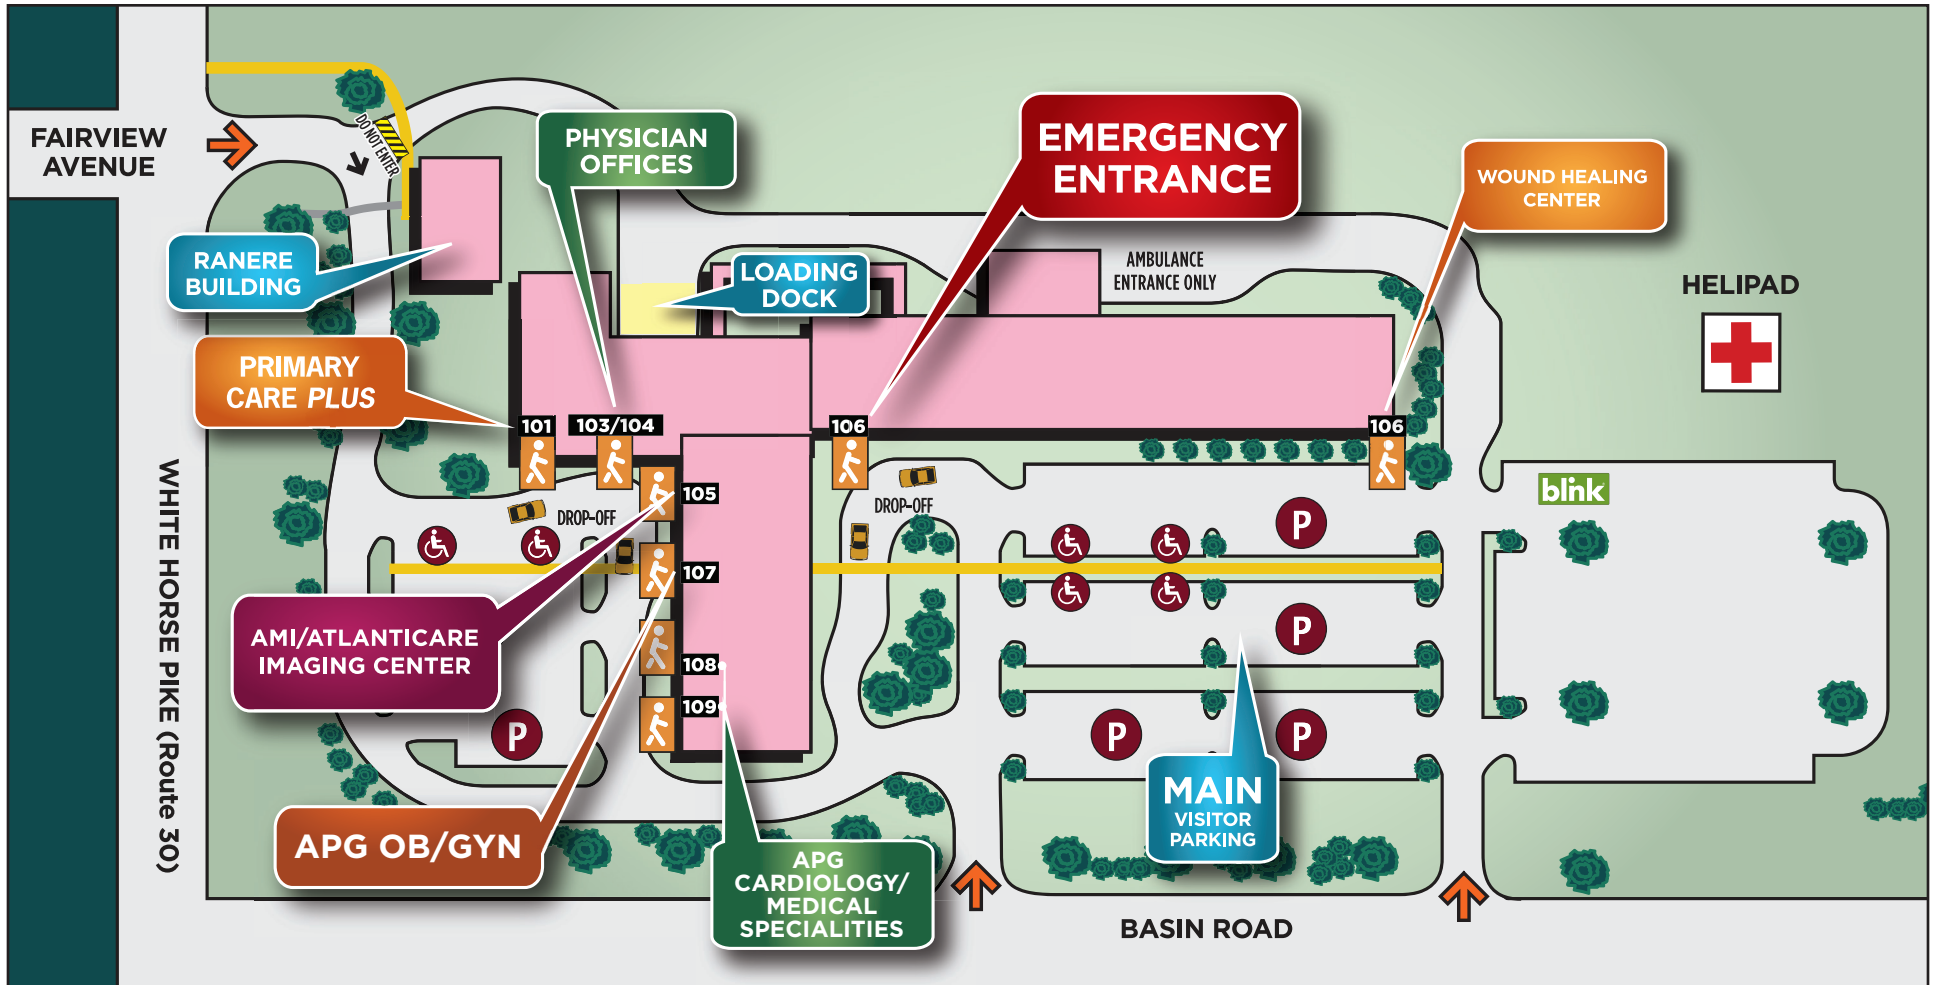 FAIRVIEW
AVENUE
DO NOT ENTER
PHYSICIAN
OFFICES
EMERGENCY
ENTRANCE
WOUND HEALING
CENTER
RANERE
BUILDING
LOADING
DOCK
AMBULANCE
ENTRANCE ONLY
HELIPAD
PRIMARY
CARE PLUS
101
103/104
106
106
105
DROP-OFF
DROP-OFF
blink
P
107
AMI/ATLANTICARE
IMAGING CENTER
P
108
109
P
P
P
WHITE HORSE PIKE (Route 30)
MAIN
VISITOR
PARKING
APG OB/GYN
APG
CARDIOLOGY/
MEDICAL
SPECIALITIES
BASIN ROAD